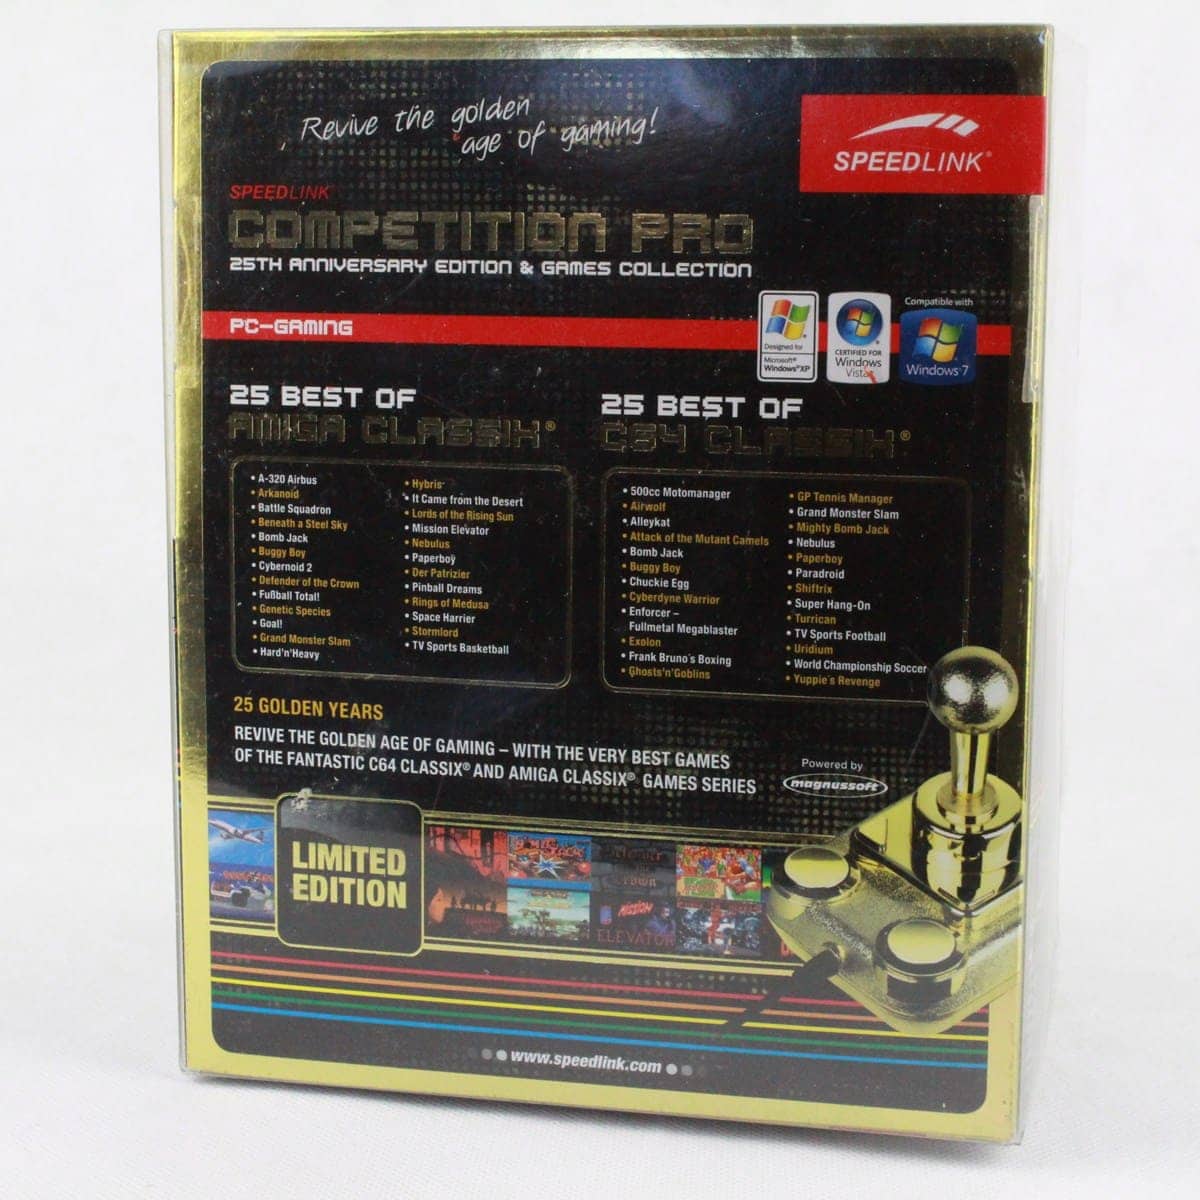 Revive the golden
age of gaming!
SPEEDLINK®
SPEEDLINK
COMPETITION PRO
25TH ANNIVERSARY EDITION & GAMES COLLECTION
PC-GAMING
Designed for
Microsoft®
Windows®XP
CERTIFIED FOR
Windows
Vista
Compatible with
Windows®7
25 BEST OF
AMIGA CLASSIX®
• A-320 Airbus
• Arkanoid
• Battle Squadron
• Beneath a Steel Sky
• Bomb Jack
• Buggy Boy
• Cybernoid 2
• Defender of the Crown
• Fußball Total!
• Genetic Species
• Goal!
• Grand Monster Slam
• Hard'n'Heavy
• Hybris
• It Came from the Desert
• Lords of the Rising Sun
• Mission Elevator
• Nebulus
• Paperboy
• Der Patrizier
• Pinball Dreams
• Rings of Medusa
• Space Harrier
• Stormlord
• TV Sports Basketball
25 BEST OF
C64 CLASSIX®
• 500cc Motomanager
• Airwolf
• Alleykat
• Attack of the Mutant Camels
• Bomb Jack
• Buggy Boy
• Chuckie Egg
• Cyberdyne Warrior
• Enforcer –
Fullmetal Megablaster
• Exolon
• Frank Bruno's Boxing
• Ghosts'n'Goblins
• GP Tennis Manager
• Grand Monster Slam
• Mighty Bomb Jack
• Nebulus
• Paperboy
• Paradroid
• Shiftrix
• Super Hang-On
• Turrican
• TV Sports Football
• Uridium
• World Championship Soccer
• Yuppie's Revenge
25 GOLDEN YEARS
REVIVE THE GOLDEN AGE OF GAMING – WITH THE VERY BEST GAMES
OF THE FANTASTIC C64 CLASSIX® AND AMIGA CLASSIX® GAMES SERIES
Powered by
magnussoft
LIMITED
EDITION
MISSION
ELEVATOR
www.speedlink.com